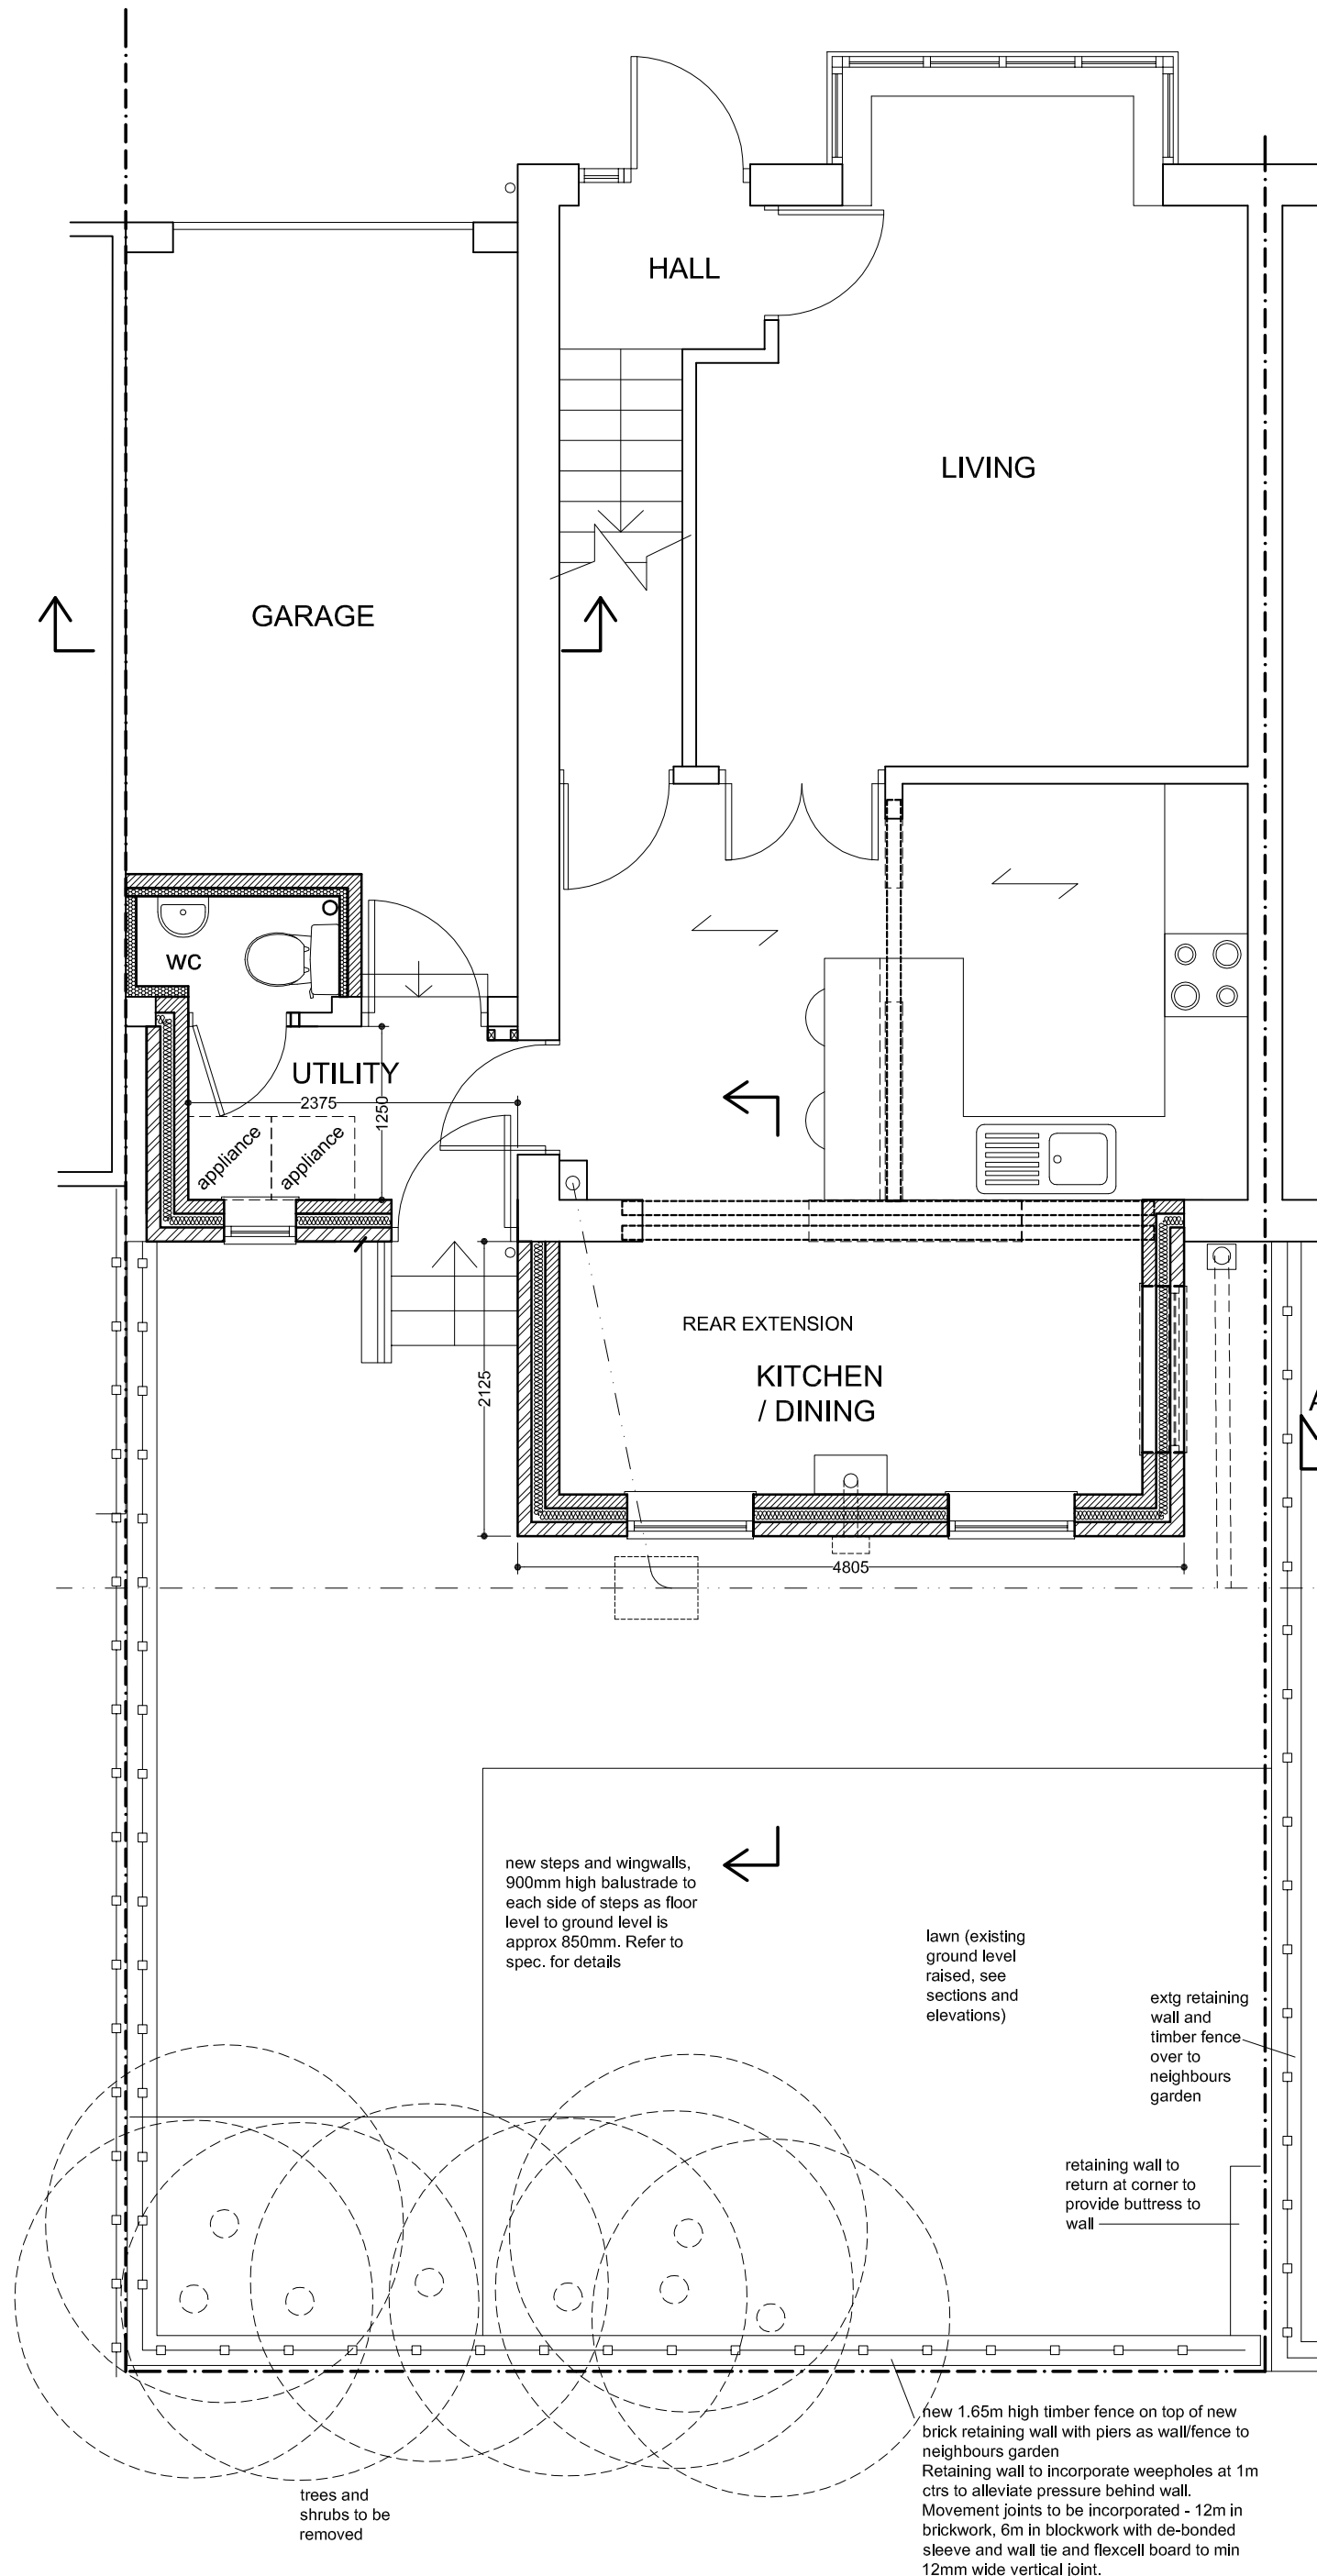 HALL
LIVING
GARAGE
WC
UTILITY
2375
1250
appliance
appliance
REAR EXTENSION
KITCHEN
/ DINING
2125
4805
new steps and wingwalls,
900mm high balustrade to
each side of steps as floor
level to ground level is
approx 850mm. Refer to
spec. for details
lawn (existing
ground level
raised, see
sections and
elevations)
extg retaining
wall and
timber fence
over to
neighbours
garden
retaining wall to
return at corner to
provide buttress to
wall
new 1.65m high timber fence on top of new
brick retaining wall with piers as wall/fence to
neighbours garden
Retaining wall to incorporate weepholes at 1m
ctrs to alleviate pressure behind wall.
Movement joints to be incorporated - 12m in
brickwork, 6m in blockwork with de-bonded
sleeve and wall tie and flexcell board to min
12mm wide vertical joint.
trees and
shrubs to be
removed